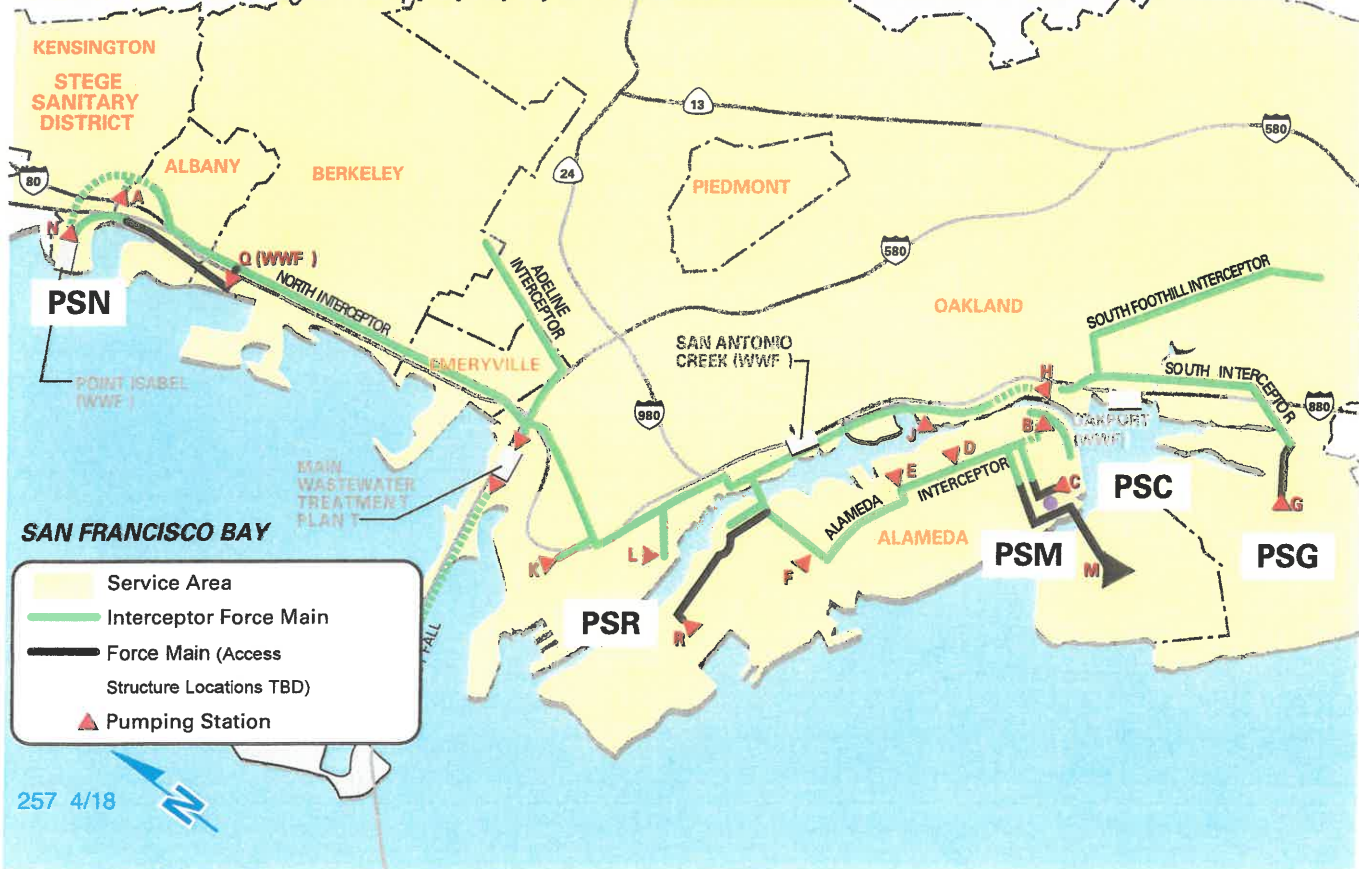 KENSINGTON
STEGE
SANITARY
DISTRICT
ALBANY
BERKELEY
PIEDMONT
OAKLAND
EMERYVILLE
ALAMEDA
80
13
24
580
580
980
880
A
N
Q (WWF )
NORTH INTERCEPTOR
ADELINE
INTERCEPTOR
PSN
POINT ISABEL
(WWF )
SAN ANTONIO
CREEK (WWF )
SOUTH FOOTHILL INTERCEPTOR
SOUTH INTERCEPTOR
H
J
B
OAKPORT
(WWF)
D
E
C
ALAMEDA INTERCEPTOR
PSC
G
PSG
PSM
M
F
L
K
PSR
R
MAIN
WASTEWATER
TREATMENT
PLANT
FALL
SAN FRANCISCO BAY
Service Area
Interceptor Force Main
Force Main (Access
Structure Locations TBD)
Pumping Station
N
257 4/18